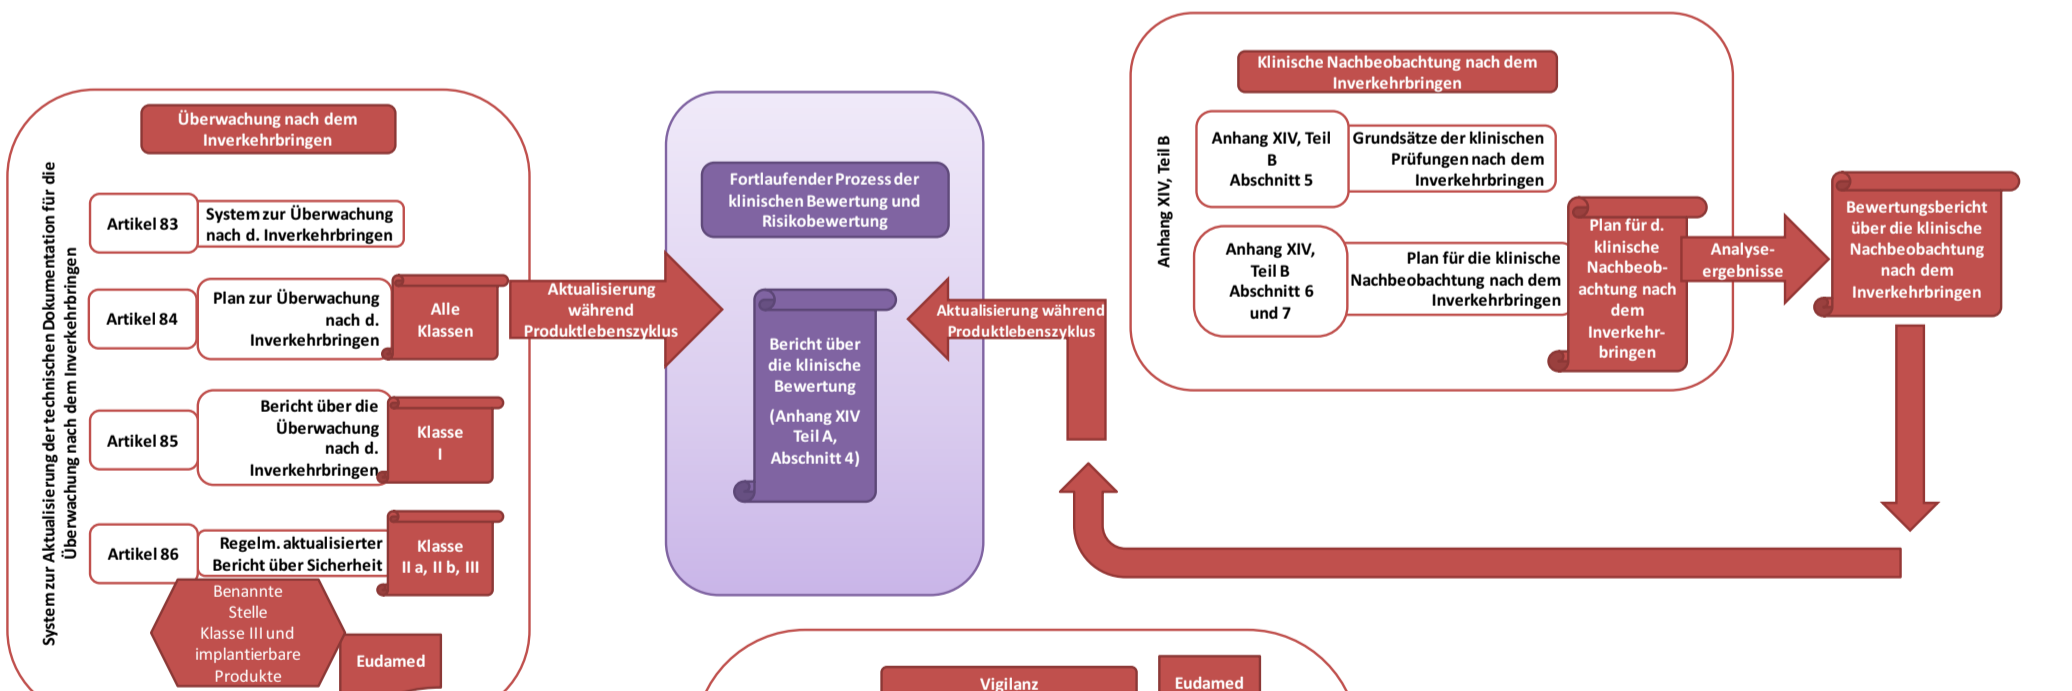 System zur Aktualisierung der technischen Dokumentation für die
Überwachung nach dem Inverkehrbringen
Überwachung nach dem
Inverkehrbringen
Artikel 83
System zur Überwachung
nach d. Inverkehrbringen
Artikel 84
Plan zur Überwachung
nach d.
Inverkehrbringen
Alle
Klassen
Artikel 85
Bericht über die
Überwachung
nach d.
Inverkehrbringen
Klasse
I
Artikel 86
Regelm. aktualisierter
Bericht über Sicherheit
Klasse
II a, II b, III
Benannte
Stelle
Klasse III und
implantierbare
Produkte
Eudamed
Aktualisierung
während
Produktlebenszyklus
Fortlaufender Prozess der
klinischen Bewertung und
Risikobewertung
Bericht über
die klinische
Bewertung
(Anhang XIV
Teil A,
Abschnitt 4)
Aktualisierung während
Produktlebenszyklus
Anhang XIV, Teil B
Klinische Nachbeobachtung nach dem
Inverkehrbringen
Anhang XIV, Teil
B
Abschnitt 5
Grundsätze der klinischen
Prüfungen nach dem
Inverkehrbringen
Anhang XIV,
Teil B
Abschnitt 6
und 7
Plan für die klinische
Nachbeobachtung nach dem
Inverkehrbringen
Plan für d.
klinische
Nachbeob-
achtung nach
dem
Inverkehr-
bringen
Analyse-
ergebnisse
Bewertungsbericht
über die klinische
Nachbeobachtung
nach dem
Inverkehrbringen
Vigilanz
Eudamed